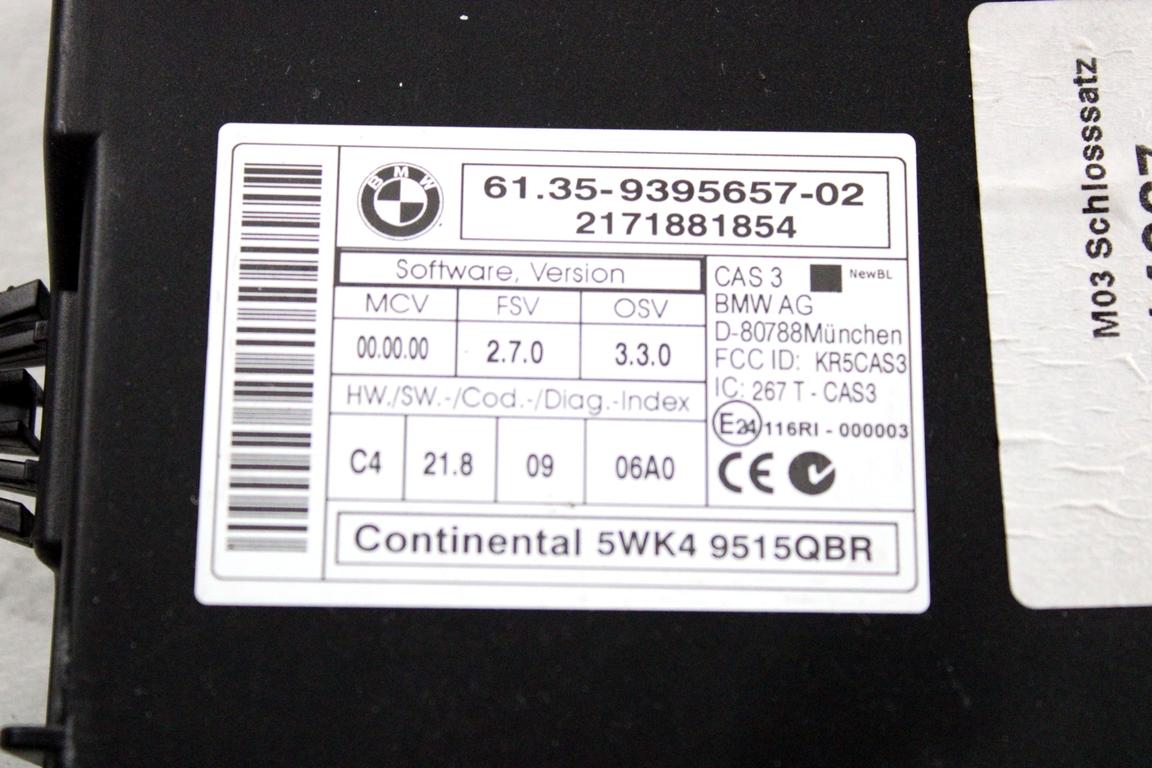 BMW
61.35-9395657-02
2171881854
Software, Version
MCV FSV OSV
00.00.00 2.7.0 3.3.0
HW./SW.-/Cod.-/Diag.-Index
C4 21.8 09 06A0
CAS 3 NewBL
BMW AG
D-80788München
FCC ID: KR5CAS3
IC: 267 T - CAS3
E24 116RI - 000003
CE
Continental 5WK4 9515QBR
M03 Schlosssatz